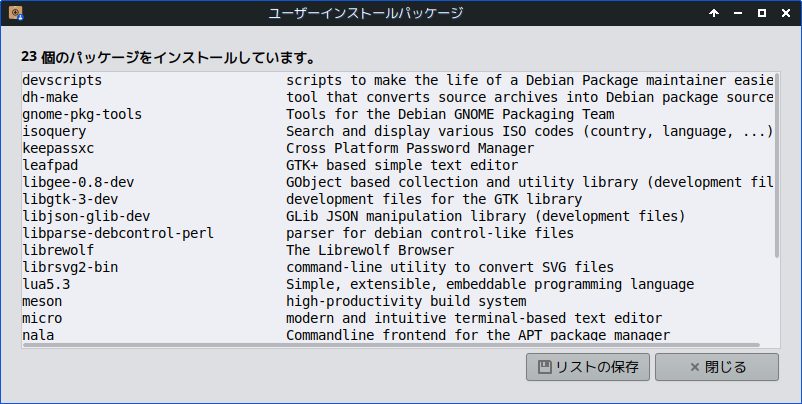 ユーザーインストールパッケージ
23 個のパッケージをインストールしています。
devscripts scripts to make the life of a Debian Package maintainer easie
dh-make tool that converts source archives into Debian package source
gnome-pkg-tools Tools for the Debian GNOME Packaging Team
isoquery Search and display various ISO codes (country, language, ...)
keepassxc Cross Platform Password Manager
leafpad GTK+ based simple text editor
libgee-0.8-dev GObject based collection and utility library (development fil
libgtk-3-dev development files for the GTK library
libjson-glib-dev GLib JSON manipulation library (development files)
libparse-debcontrol-perl parser for debian control-like files
librewolf The Librewolf Browser
librsvg2-bin command-line utility to convert SVG files
lua5.3 Simple, extensible, embeddable programming language
meson high-productivity build system
micro modern and intuitive terminal-based text editor
nala Commandline frontend for the APT package manager
リストの保存 閉じる